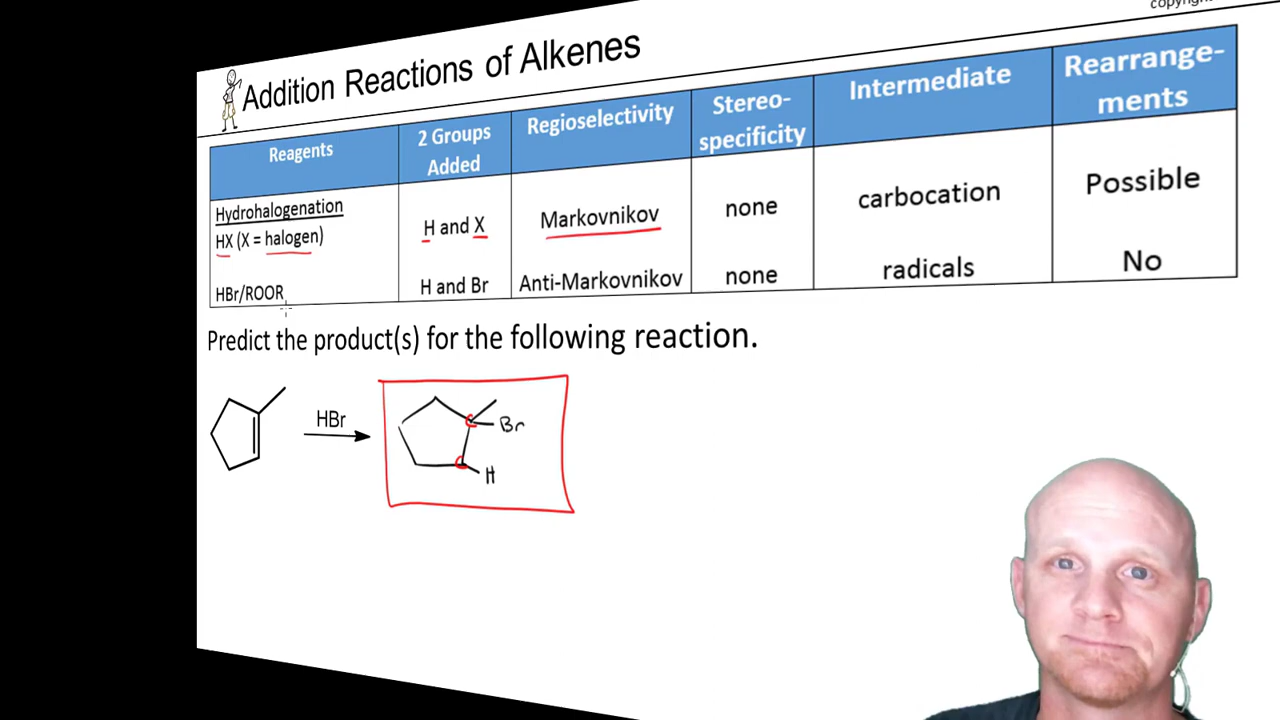 copyright
Addition Reactions of Alkenes
Reagents
2 Groups Added
Regioselectivity
Stereo-specificity
Intermediate
Rearrange-ments
Hydrohalogenation
HX (X = halogen)
H and X
Markovnikov
none
carbocation
Possible
HBr/ROOR
H and Br
Anti-Markovnikov
none
radicals
No
Predict the product(s) for the following reaction.
HBr
Br
H